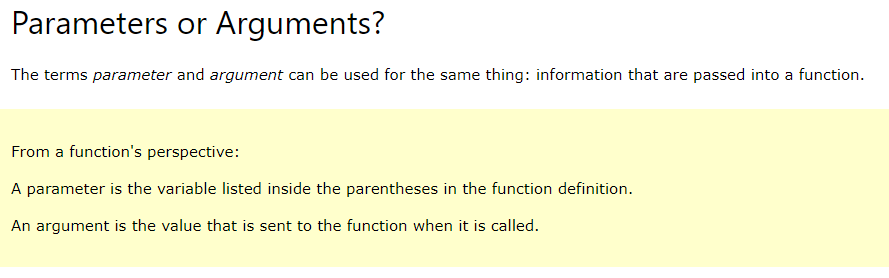 Parameters or Arguments?
The terms parameter and argument can be used for the same thing: information that are passed into a function.
From a function's perspective:
A parameter is the variable listed inside the parentheses in the function definition.
An argument is the value that is sent to the function when it is called.